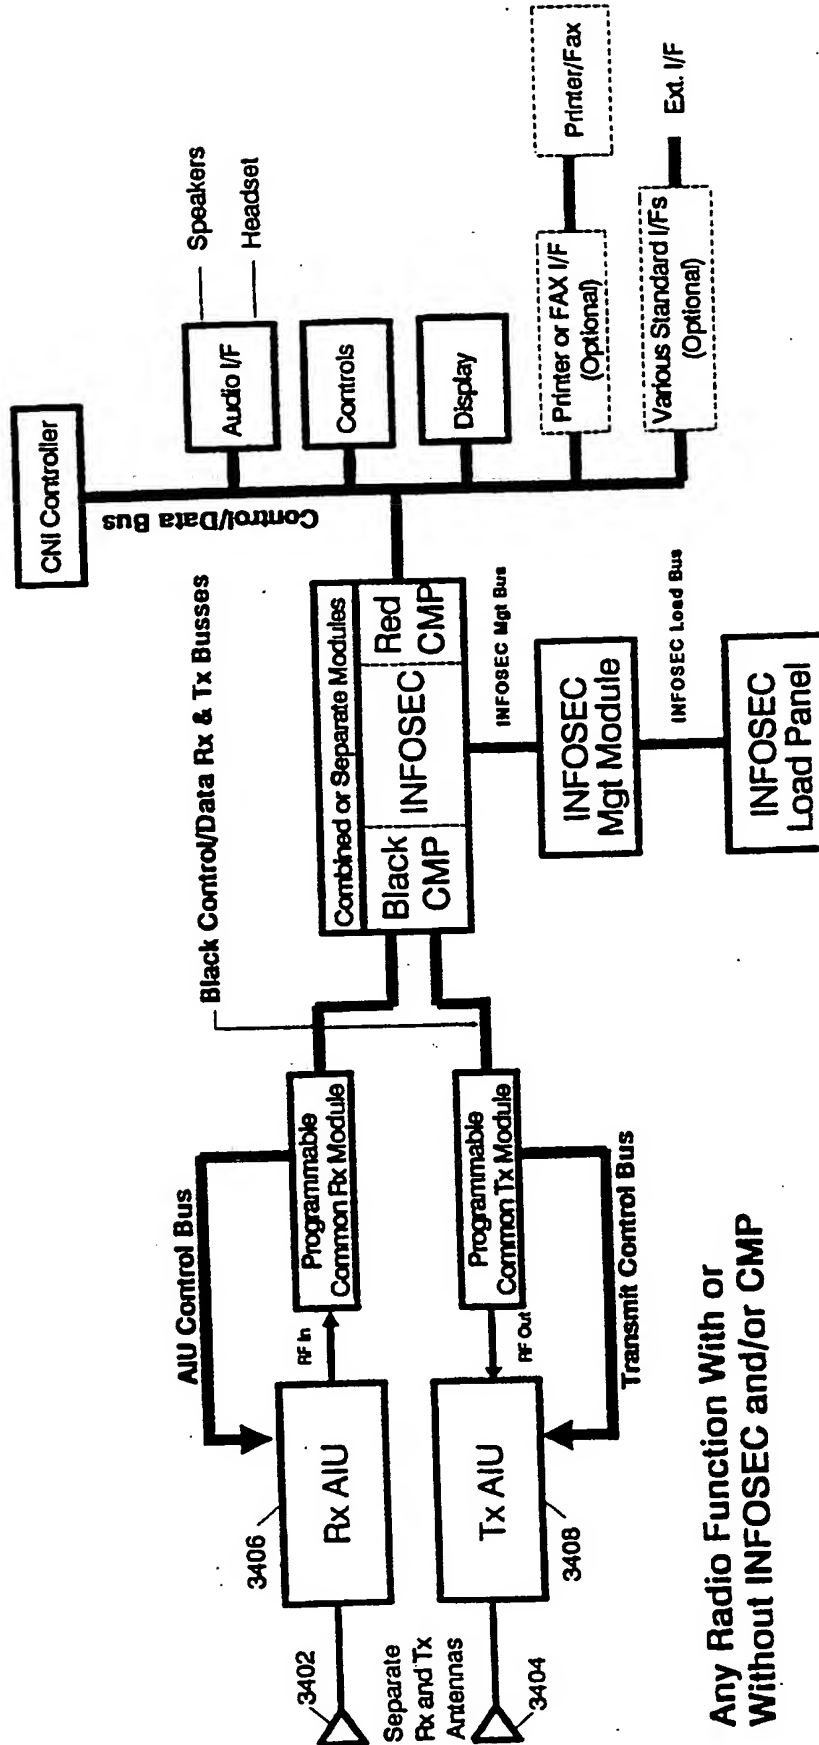 CNI Controller
Control/Data Bus
Audio I/F
Speakers
Headset
Controls
Display
Printer or FAX I/F
(Optional)
Printer/Fax
Various Standard I/Fs
(Optional)
Ext. I/F
Black Control/Data Rx & Tx Busses
Combined or Separate Modules
Black
CMP
INFOSEC
Red
CMP
INFOSEC Mgt Bus
INFOSEC
Mgt Module
INFOSEC Load Bus
INFOSEC
Load Panel
AIU Control Bus
Programmable
Common Rx Module
RF In
Rx AIU
3406
3402
Separate
Rx and Tx
Antennas
3404
Tx AIU
3408
RF Out
Programmable
Common Tx Module
Transmit Control Bus
Any Radio Function With or
Without INFOSEC and/or CMP